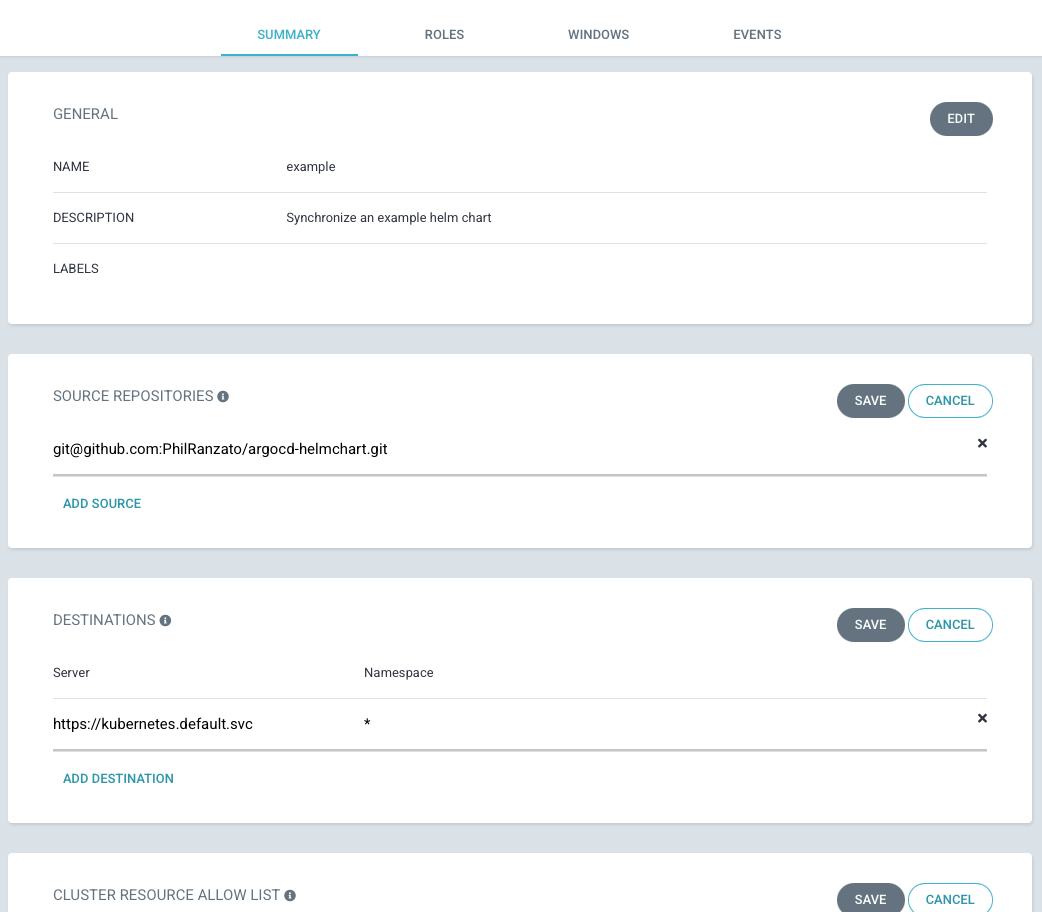 SUMMARY ROLES WINDOWS EVENTS
GENERAL EDIT
NAME example
DESCRIPTION Synchronize an example helm chart
LABELS
SOURCE REPOSITORIES SAVE CANCEL
git@github.com:PhilRanzato/argocd-helmchart.git
ADD SOURCE
DESTINATIONS SAVE CANCEL
Server Namespace
https://kubernetes.default.svc *
ADD DESTINATION
CLUSTER RESOURCE ALLOW LIST SAVE CANCEL